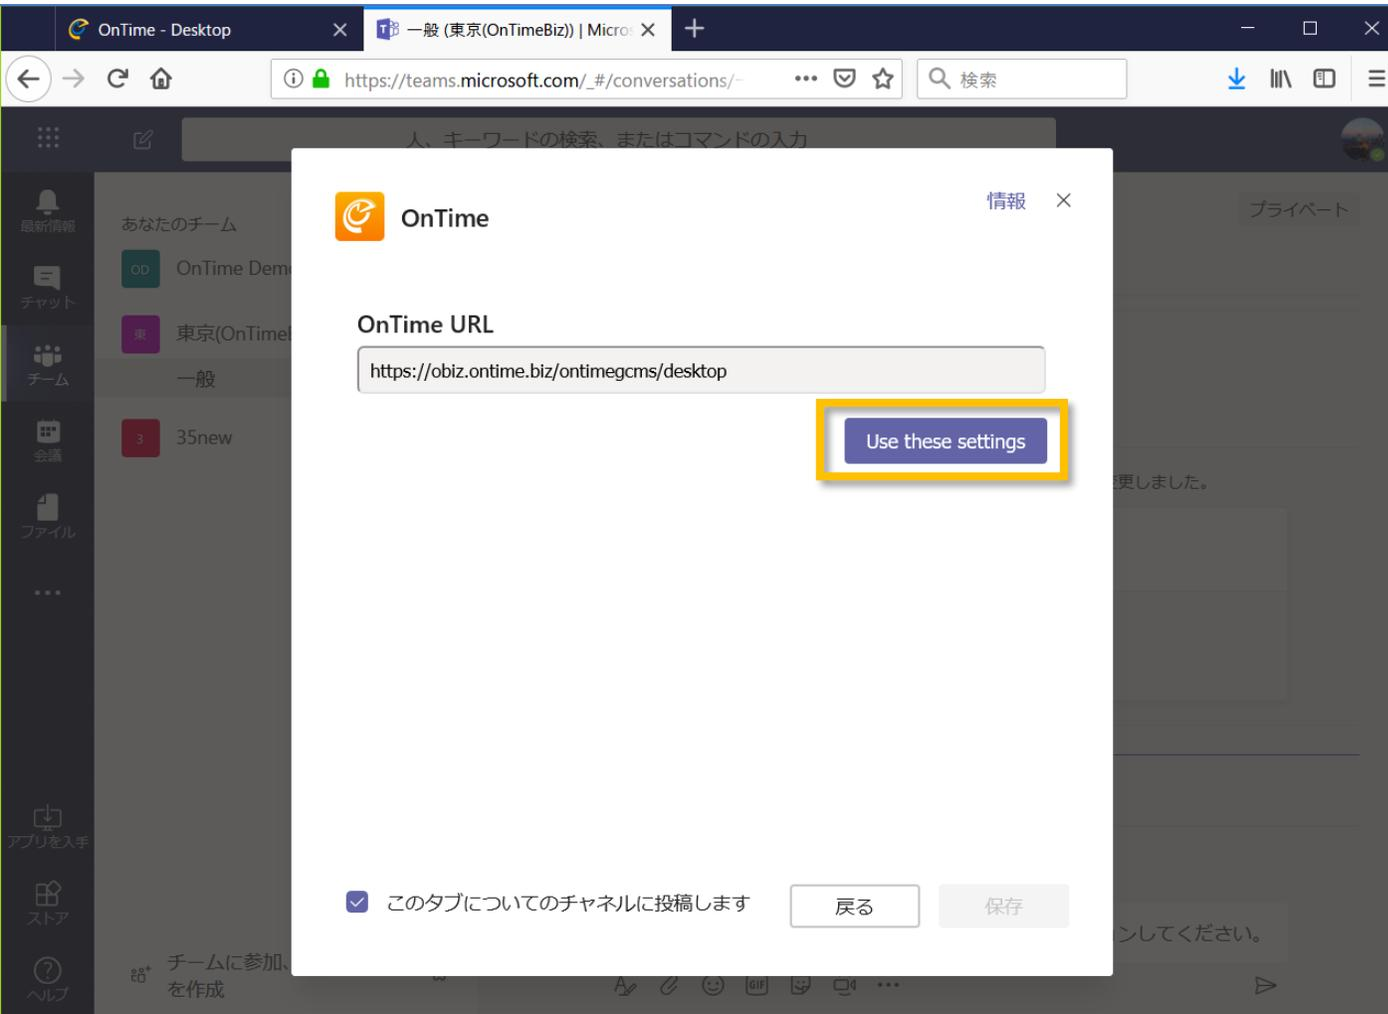 OnTime - Desktop
一般 (東京(OnTimeBiz)) | Micros
https://teams.microsoft.com/_#/conversations/
検索
人、キーワードの検索、またはコマンドの入力
最新情報
チャット
チーム
会議
ファイル
アプリを入手
ストア
ヘルプ
あなたのチーム
OD
OnTime Demo
東
東京(OnTimeB
一般
3
35new
チームに参加、
を作成
プライベート
OnTime
情報
OnTime URL
https://obiz.ontime.biz/ontimegcms/desktop
Use these settings
変更しました。
このタブについてのチャネルに投稿します
戻る
保存
ンしてください。
GIF